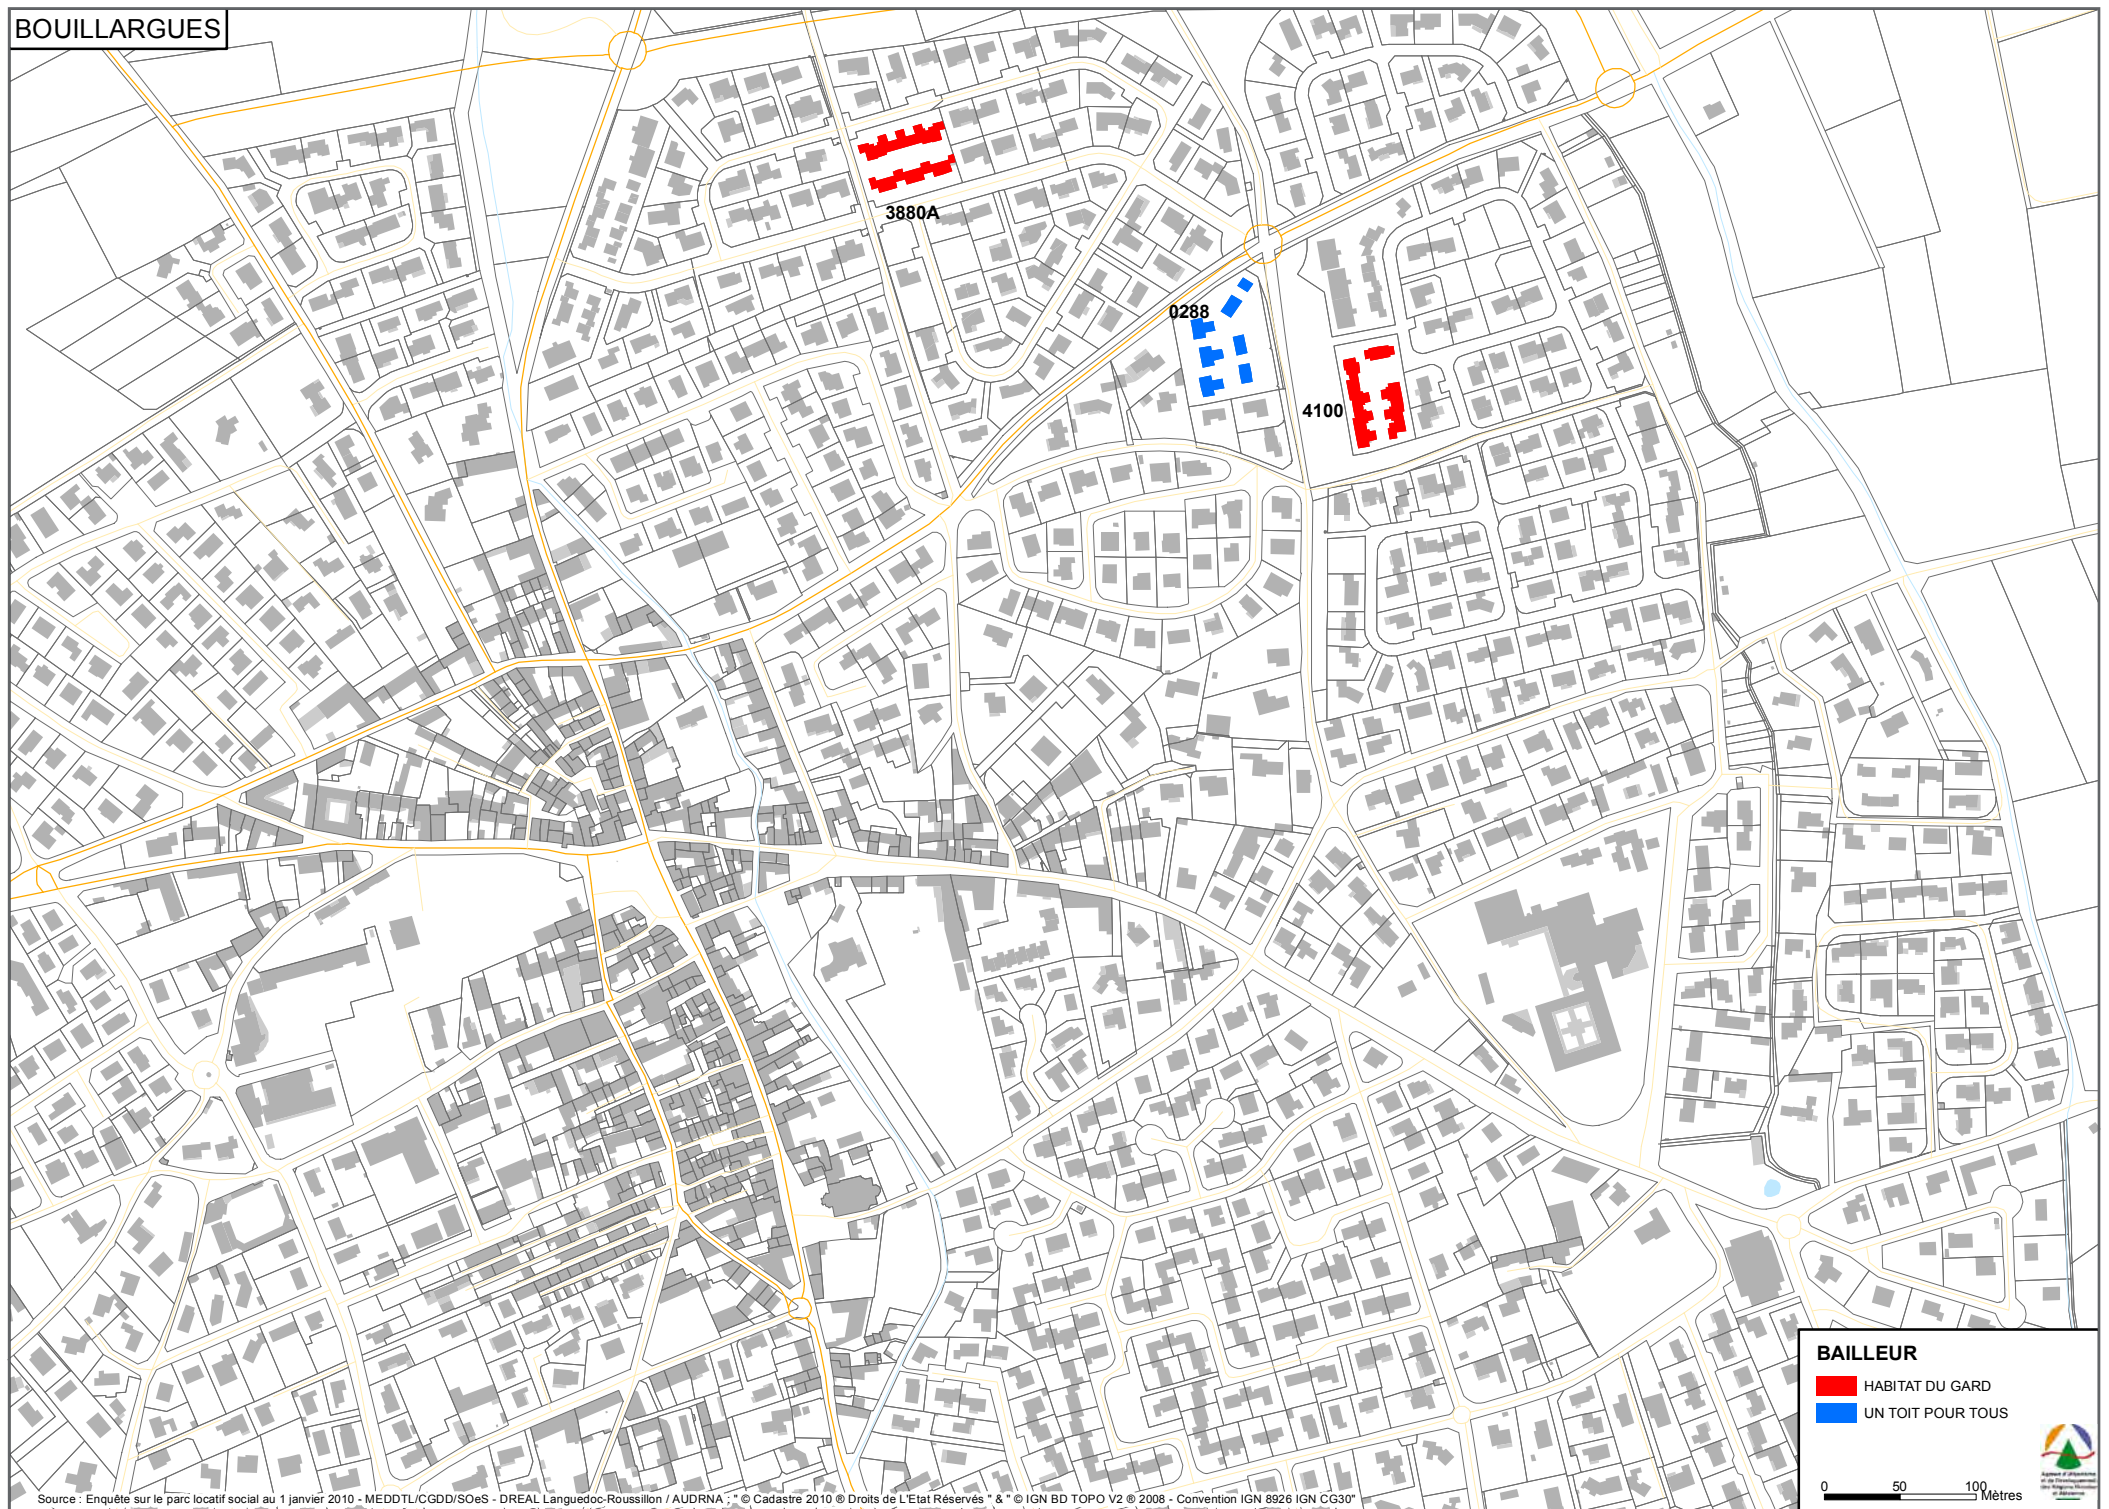 BOUILLARGUES
3880A
0288
4100
BAILLEUR
HABITAT DU GARD
UN TOIT POUR TOUS
0 50 100 Mètres
Source : Enquête sur le parc locatif social au 1 janvier 2010 - MEDDTL/CGDD/SOeS - DREAL Languedoc-Roussillon / AUDRNA ; " © Cadastre 2010 ® Droits de L'Etat Réservés " & " © IGN BD TOPO V2 ® 2008 - Convention IGN 8926 IGN CG30"